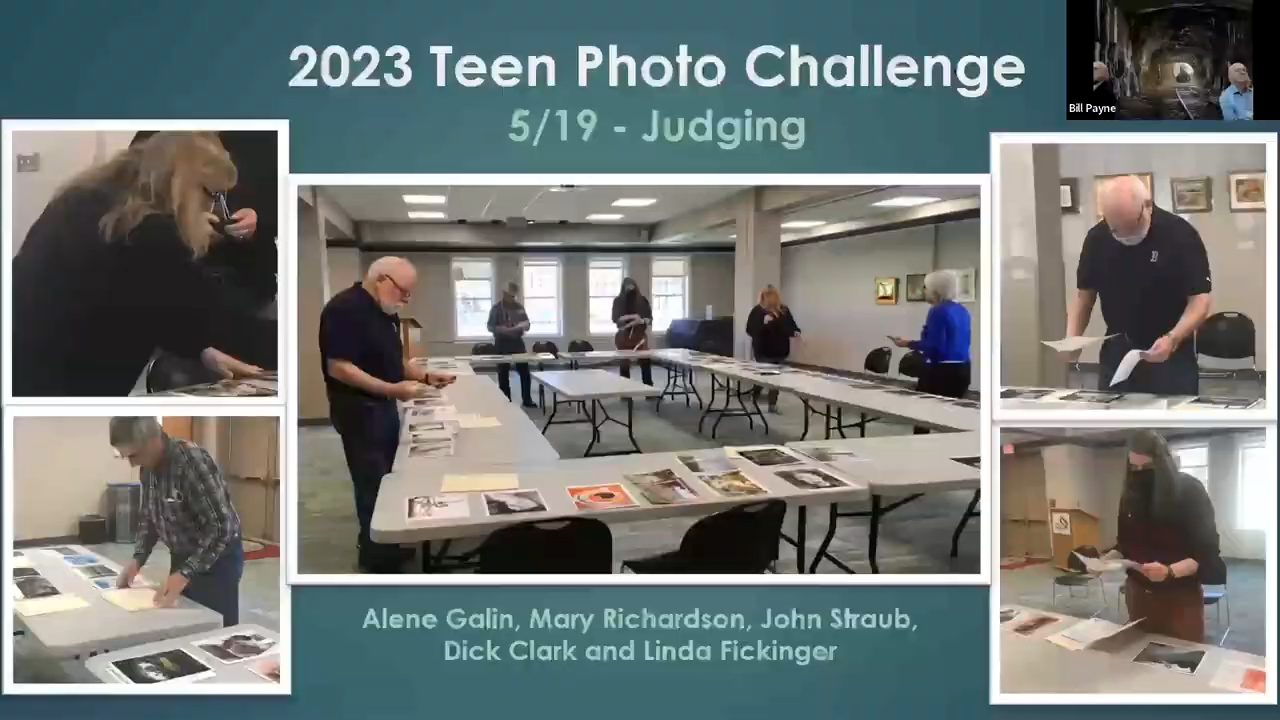 2023 Teen Photo Challenge
5/19 - Judging
Bill Payne
Alene Galin, Mary Richardson, John Straub,
Dick Clark and Linda Fickinger